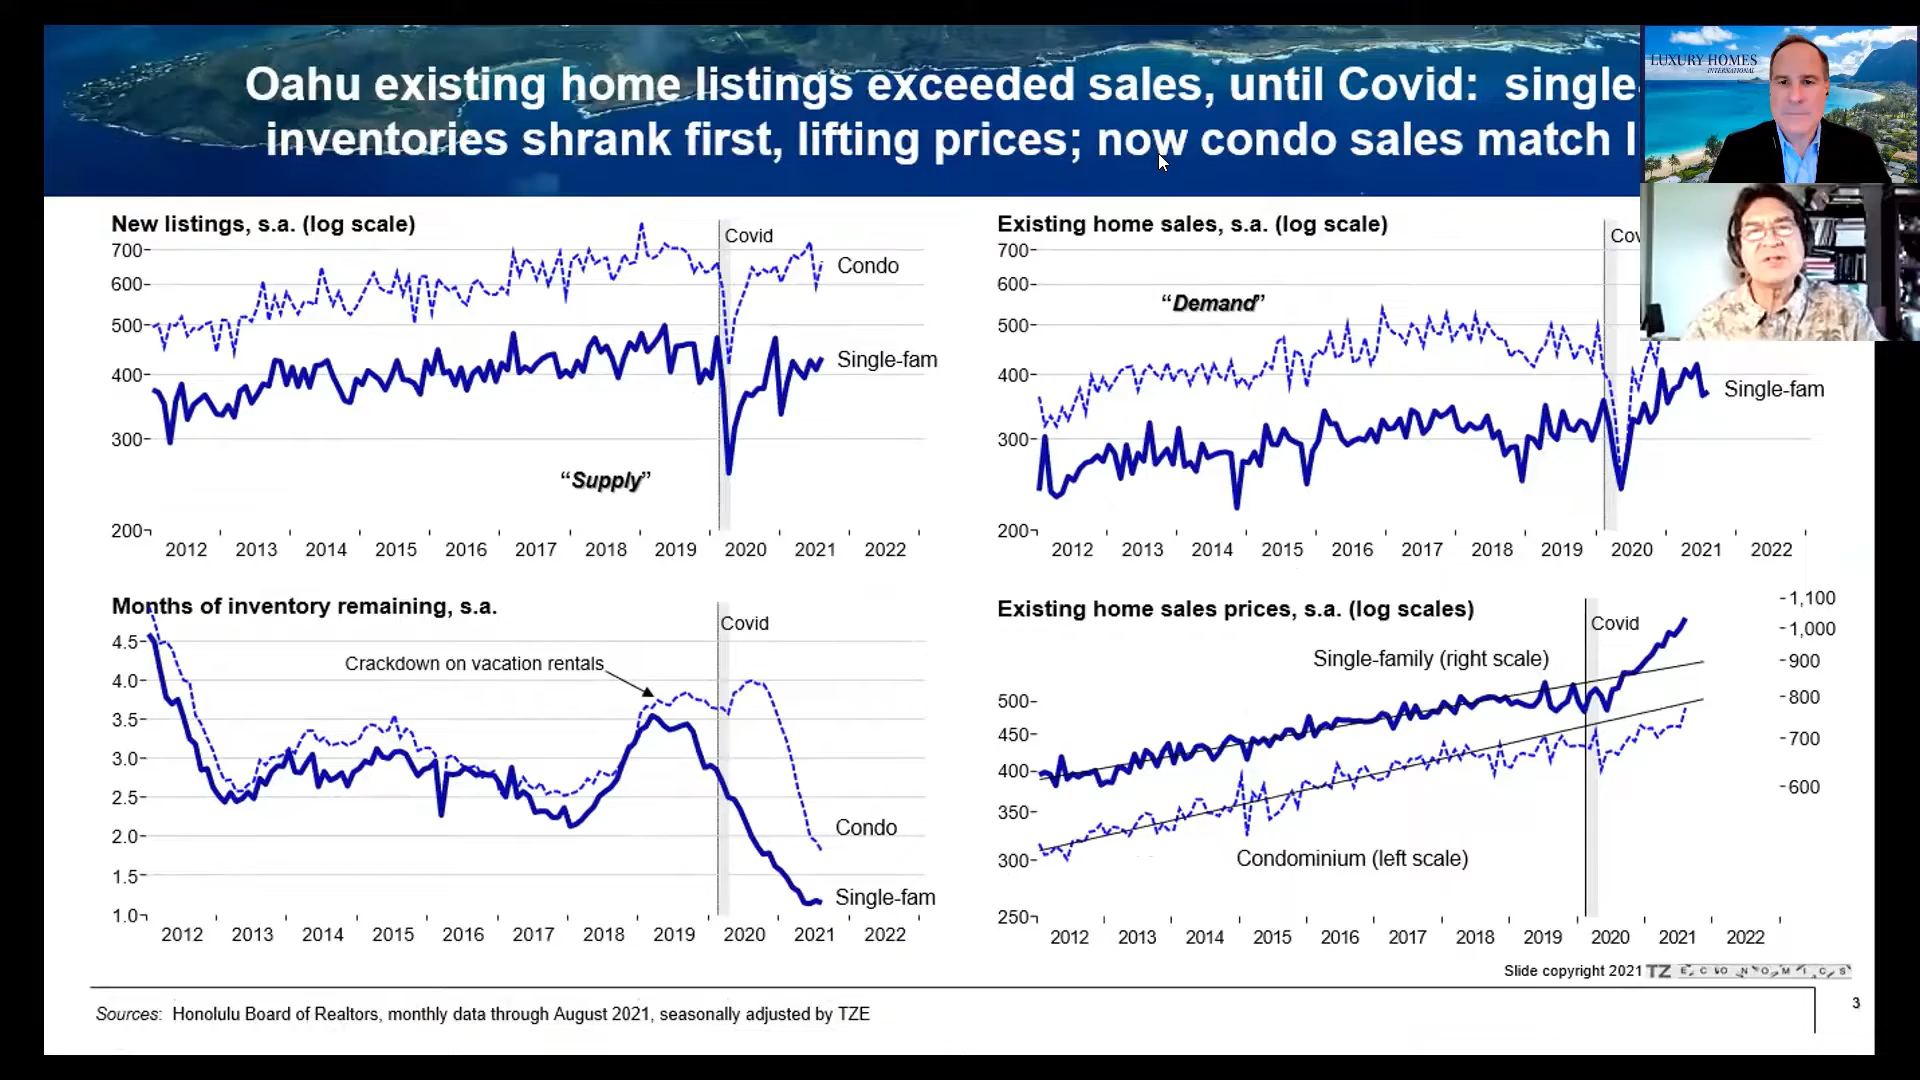 Oahu existing home listings exceeded sales, until Covid: single-
inventories shrank first, lifting prices; now condo sales match l
LUXURY HOMES
INTERNATIONAL
New listings, s.a. (log scale)
700
600
500
400
300
200
Covid
Condo
Single-fam
“Supply”
2012 2013 2014 2015 2016 2017 2018 2019 2020 2021 2022
Existing home sales, s.a. (log scale)
700
600
500
400
300
200
Cov
“Demand”
Single-fam
2012 2013 2014 2015 2016 2017 2018 2019 2020 2021 2022
Months of inventory remaining, s.a.
4.5
4.0
3.5
3.0
2.5
2.0
1.5
1.0
Covid
Crackdown on vacation rentals
Condo
Single-fam
2012 2013 2014 2015 2016 2017 2018 2019 2020 2021 2022
Existing home sales prices, s.a. (log scales)
500
450
400
350
300
250
Covid
1,100
1,000
900
800
700
600
Single-family (right scale)
Condominium (left scale)
2012 2013 2014 2015 2016 2017 2018 2019 2020 2021 2022
Slide copyright 2021 TZ ECONOMICS
Sources: Honolulu Board of Realtors, monthly data through August 2021, seasonally adjusted by TZE
3